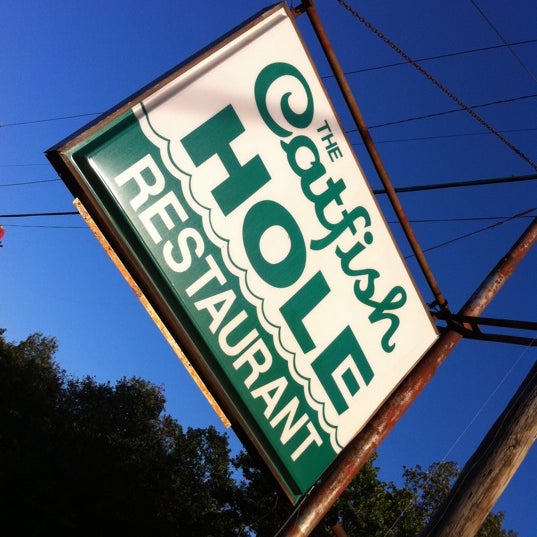 THE
Catfish
HOLE
RESTAURANT